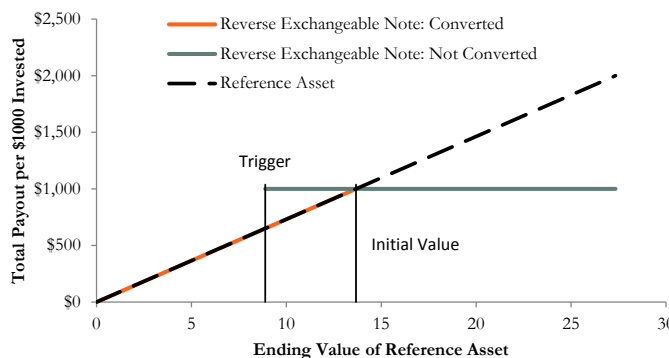 $2,500
$2,000
$1,500
$1,000
$500
$0
Total Payout per $1000 Invested
Reverse Exchangeable Note: Converted
Reverse Exchangeable Note: Not Converted
Reference Asset
Trigger
Initial Value
0 5 10 15 20 25 30
Ending Value of Reference Asset